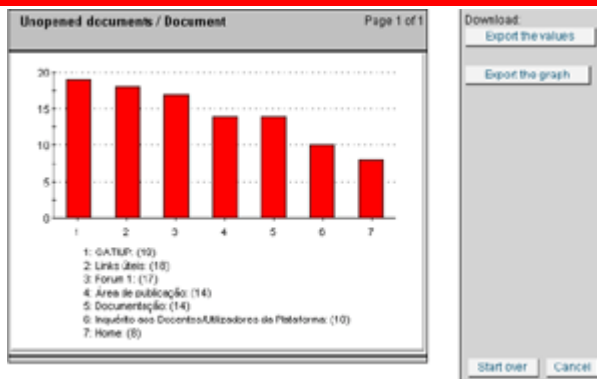 Unopened documents / Document
Page 1 of 1
20
15
10
5
0
1 2 3 4 5 6 7
1: GATIUP: (19)
2: Links úteis: (18)
3: Forum 1: (17)
4: Área de publicação: (14)
5: Documentação: (14)
6: Inquérito aos Docentes/Utilizadores da Plataforma: (10)
7: Home: (8)
Download:
Export the values
Export the graph
Start over
Cancel